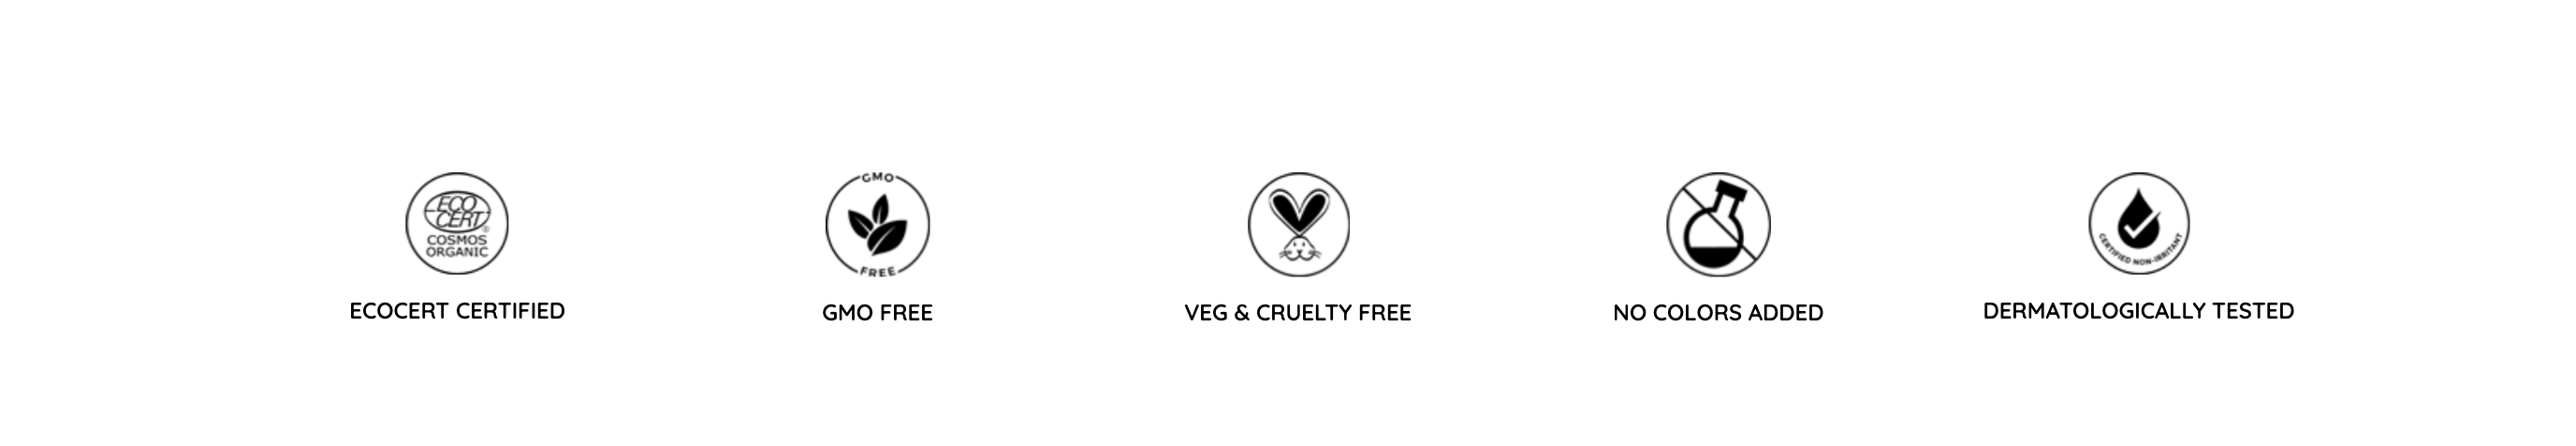 ECO
CERT
®
COSMOS
ORGANIC
ECOCERT CERTIFIED
GMO
FREE
GMO FREE
VEG & CRUELTY FREE
NO COLORS ADDED
CERTIFIED NON-IRRITANT
DERMATOLOGICALLY TESTED